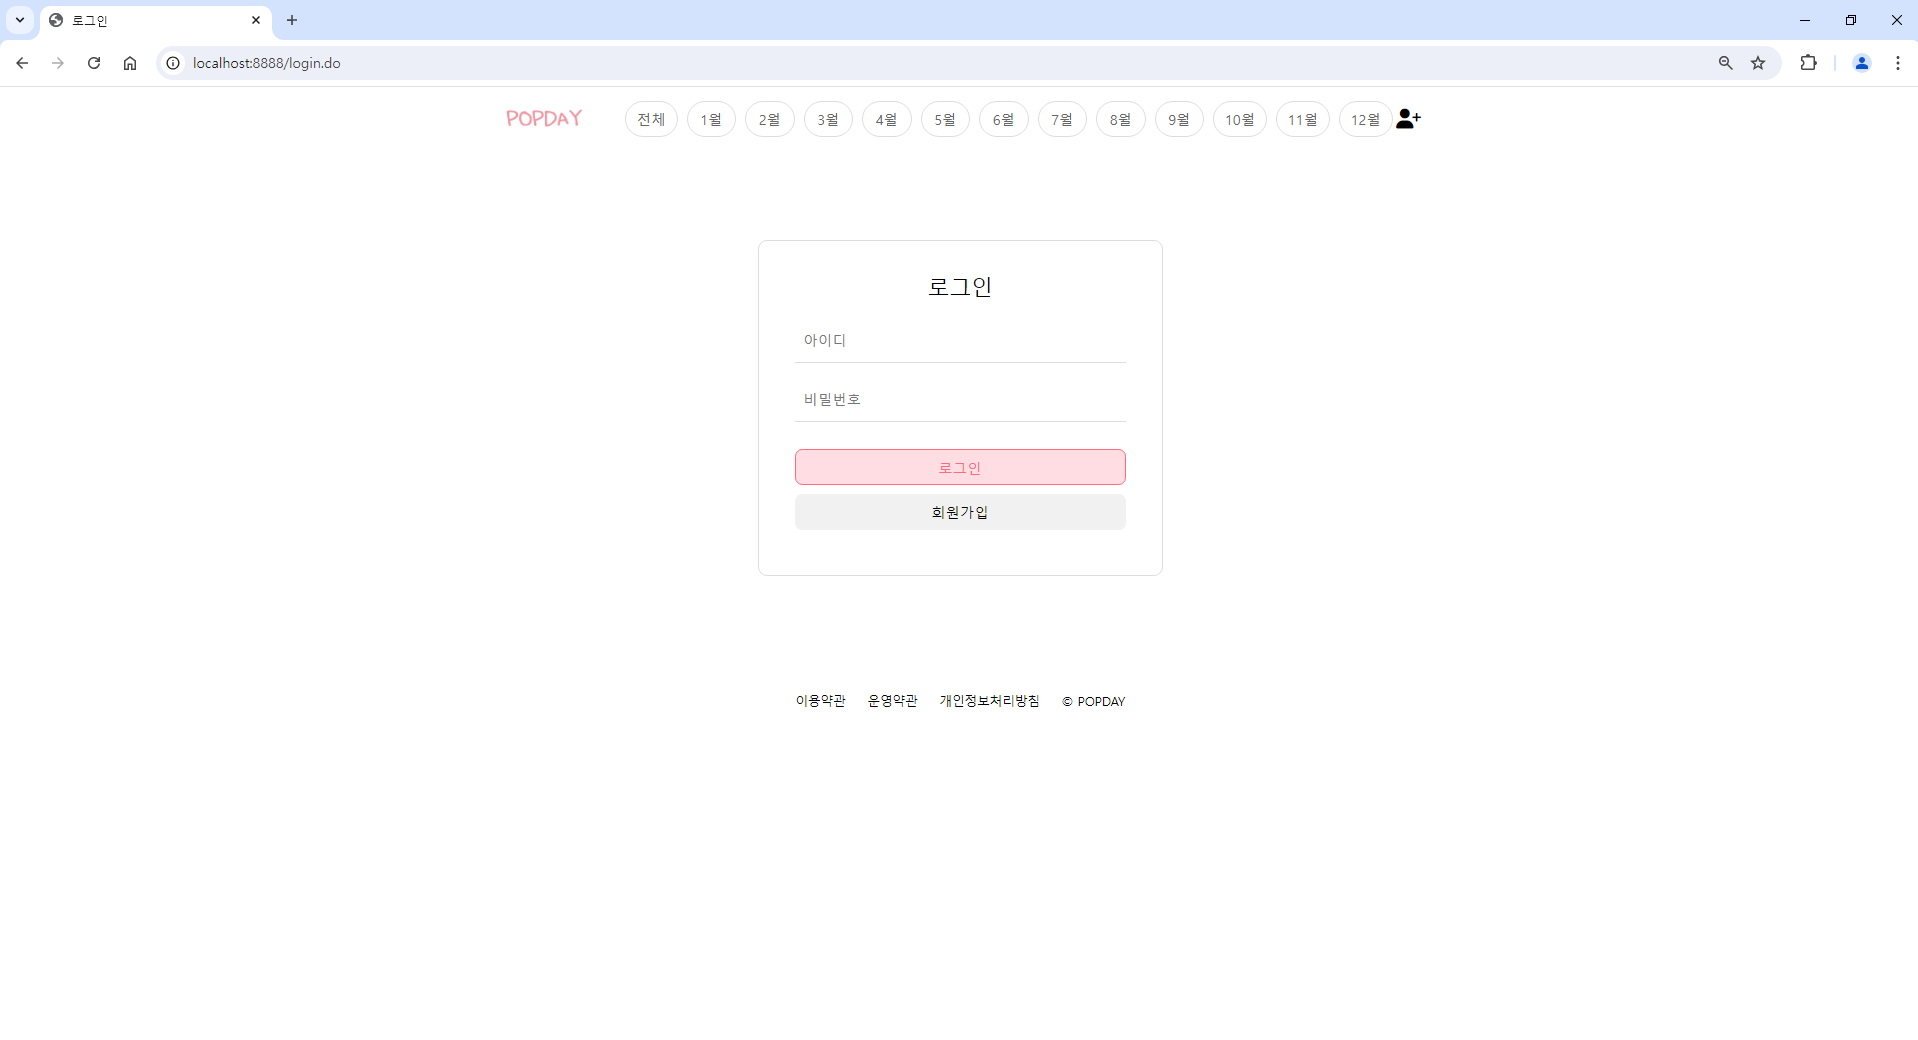 로그인
localhost:8888/login.do
POPDAY 전체 1월 2월 3월 4월 5월 6월 7월 8월 9월 10월 11월 12월
로그인
아이디
비밀번호
로그인
회원가입
이용약관 운영약관 개인정보처리방침 © POPDAY